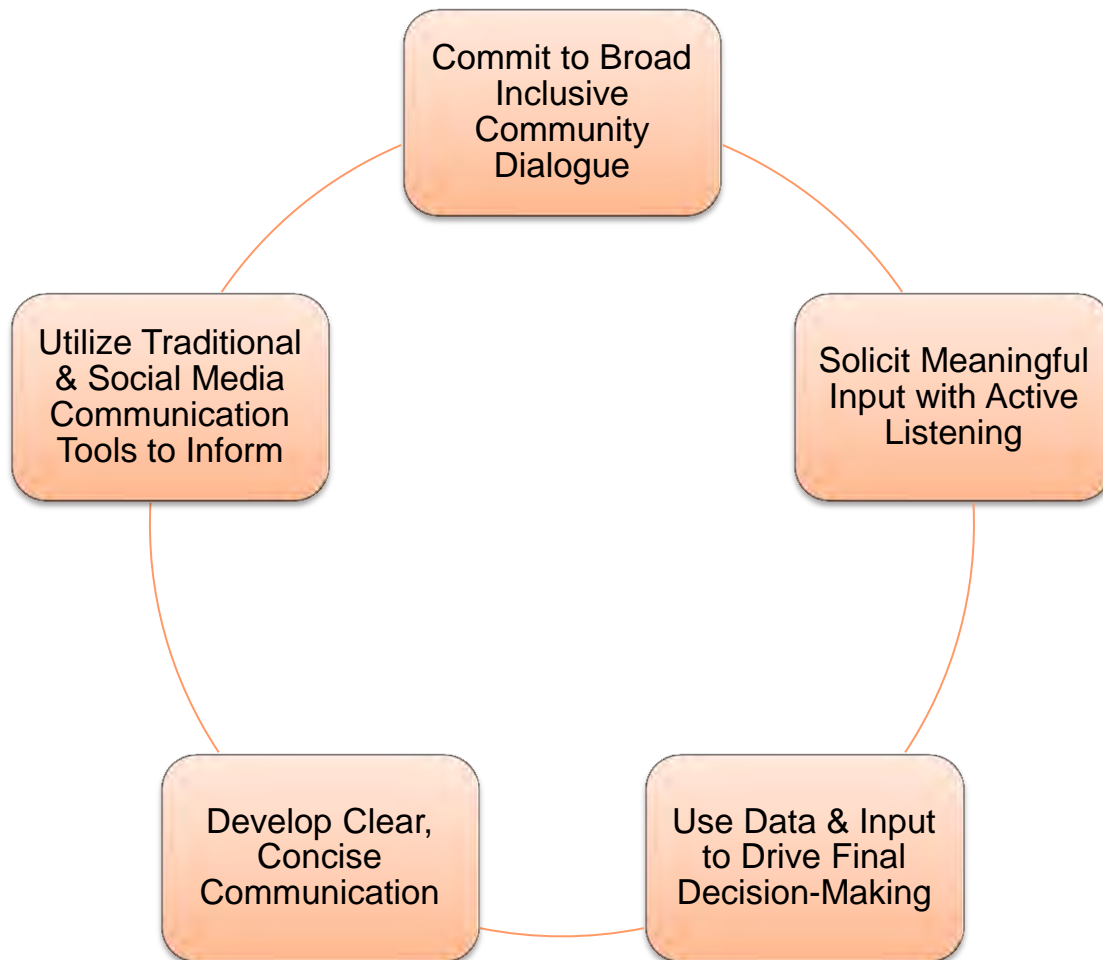 Commit to Broad
Inclusive
Community
Dialogue
Solicit Meaningful
Input with Active
Listening
Use Data & Input
to Drive Final
Decision-Making
Develop Clear,
Concise
Communication
Utilize Traditional
& Social Media
Communication
Tools to Inform